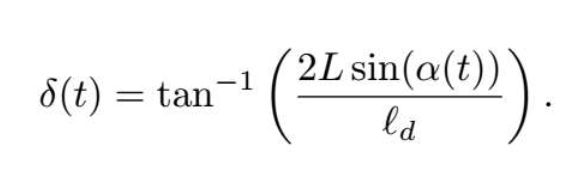 δ(t) = tan⁻¹ (2L sin(α(t)) / ℓ_d).